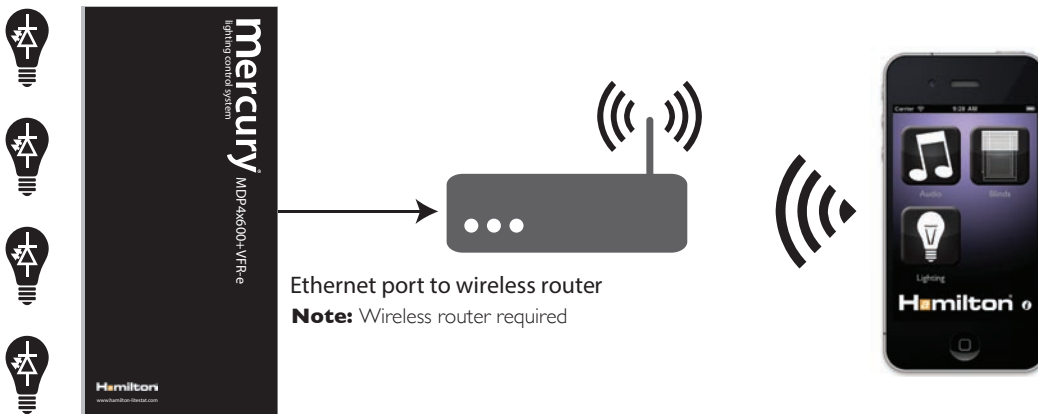 mercury®
lighting control system
MDP4x600+VFR-e
Hamilton
www.hamilton-litestat.com
Ethernet port to wireless router
Note: Wireless router required
Carrier 9:28 AM
Audio
Blinds
Lighting
Hamilton